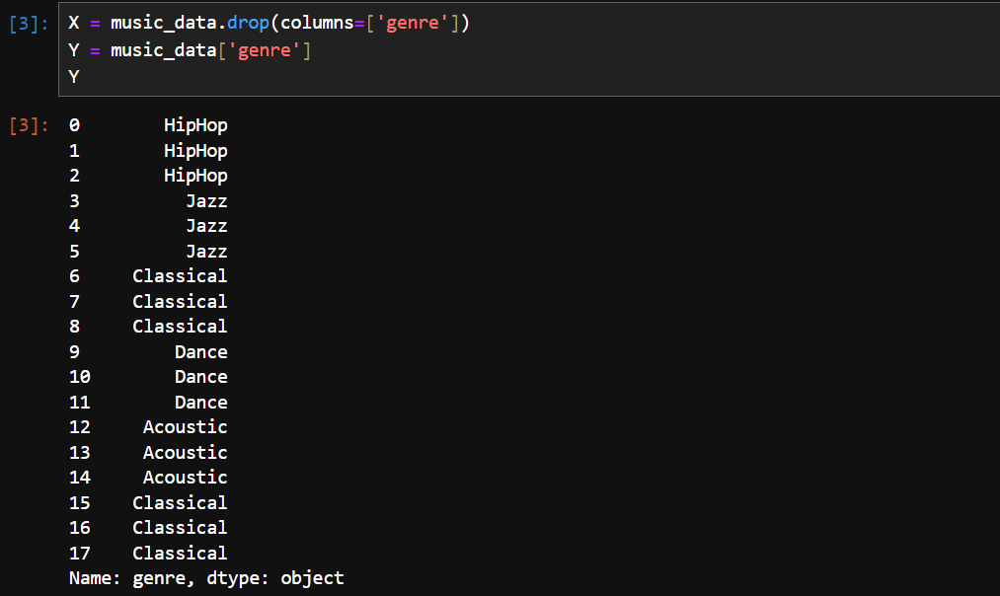 [3]: X = music_data.drop(columns=['genre'])
Y = music_data['genre']
Y
[3]: 0 HipHop
1 HipHop
2 HipHop
3 Jazz
4 Jazz
5 Jazz
6 Classical
7 Classical
8 Classical
9 Dance
10 Dance
11 Dance
12 Acoustic
13 Acoustic
14 Acoustic
15 Classical
16 Classical
17 Classical
Name: genre, dtype: object